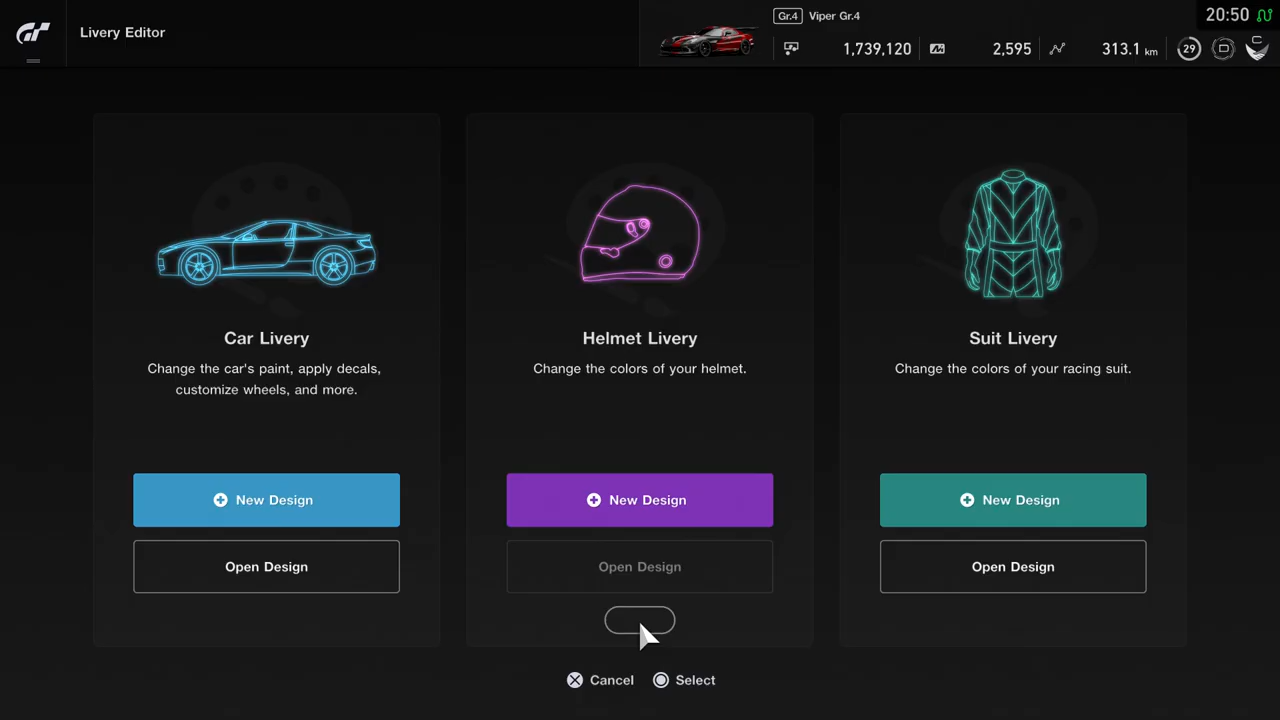 Livery Editor
Gr.4 Viper Gr.4
1,739,120 2,595 313.1 km 29 D C
20:50
Car Livery
Change the car's paint, apply decals,
customize wheels, and more.
New Design
Open Design
Helmet Livery
Change the colors of your helmet.
New Design
Open Design
Suit Livery
Change the colors of your racing suit.
New Design
Open Design
Cancel Select